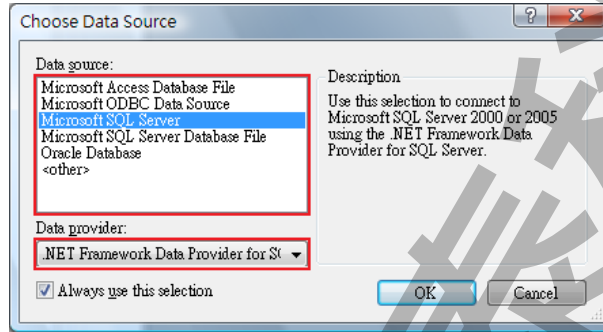 Choose Data Source
Data source:
Microsoft Access Database File
Microsoft ODBC Data Source
Microsoft SQL Server
Microsoft SQL Server Database File
Oracle Database
<other>
Description
Use this selection to connect to
Microsoft SQL Server 2000 or 2005
using the .NET Framework Data
Provider for SQL Server.
Data provider:
.NET Framework Data Provider for S
Always use this selection
OK
Cancel